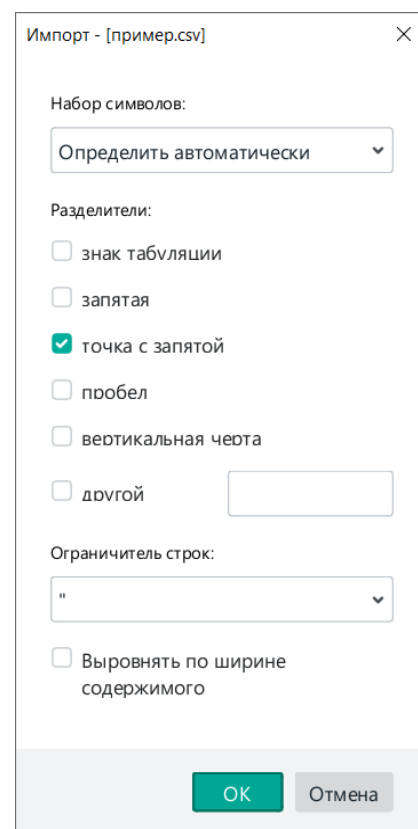 Импорт - [пример.csv]
Набор символов:
Определить автоматически
Разделители:
знак табуляции
запятая
точка с запятой
пробел
вертикальная черта
другой
Ограничитель строк:
"
Выровнять по ширине
содержимого
OK
Отмена